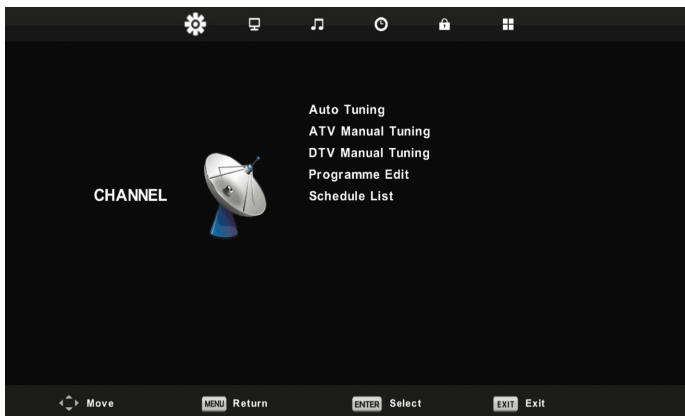 Auto Tuning
ATV Manual Tuning
DTV Manual Tuning
Programme Edit
CHANNEL
Schedule List
Move MENU Return ENTER Select EXIT Exit